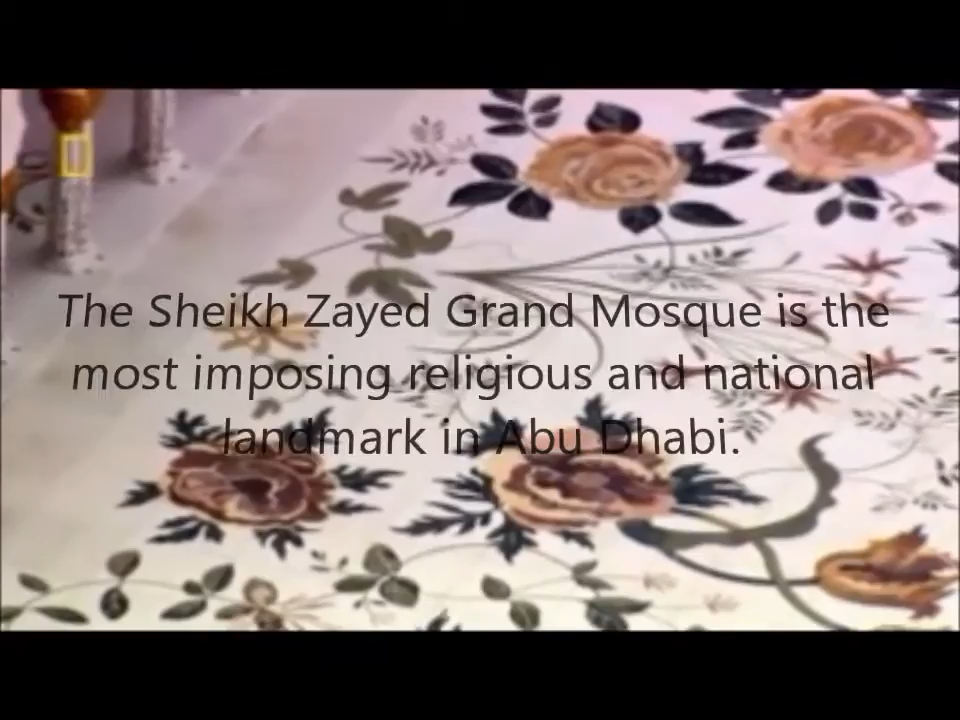 The Sheikh Zayed Grand Mosque is the
most imposing religious and national
landmark in Abu Dhabi.